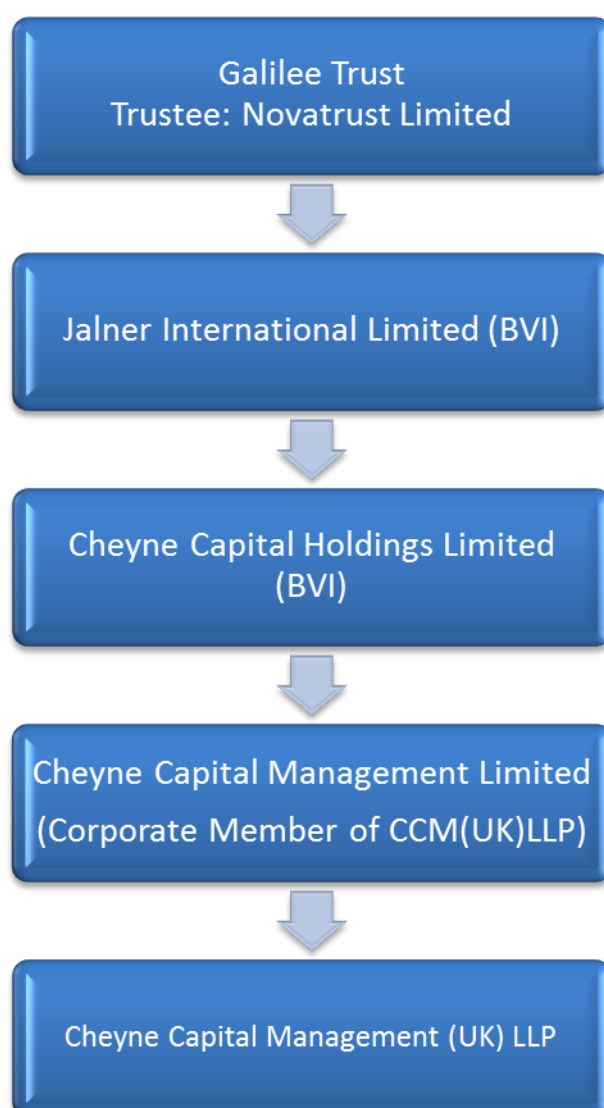 Galilee Trust
Trustee: Novatrust Limited
Jalner International Limited (BVI)
Cheyne Capital Holdings Limited
(BVI)
Cheyne Capital Management Limited
(Corporate Member of CCM(UK)LLP)
Cheyne Capital Management (UK) LLP